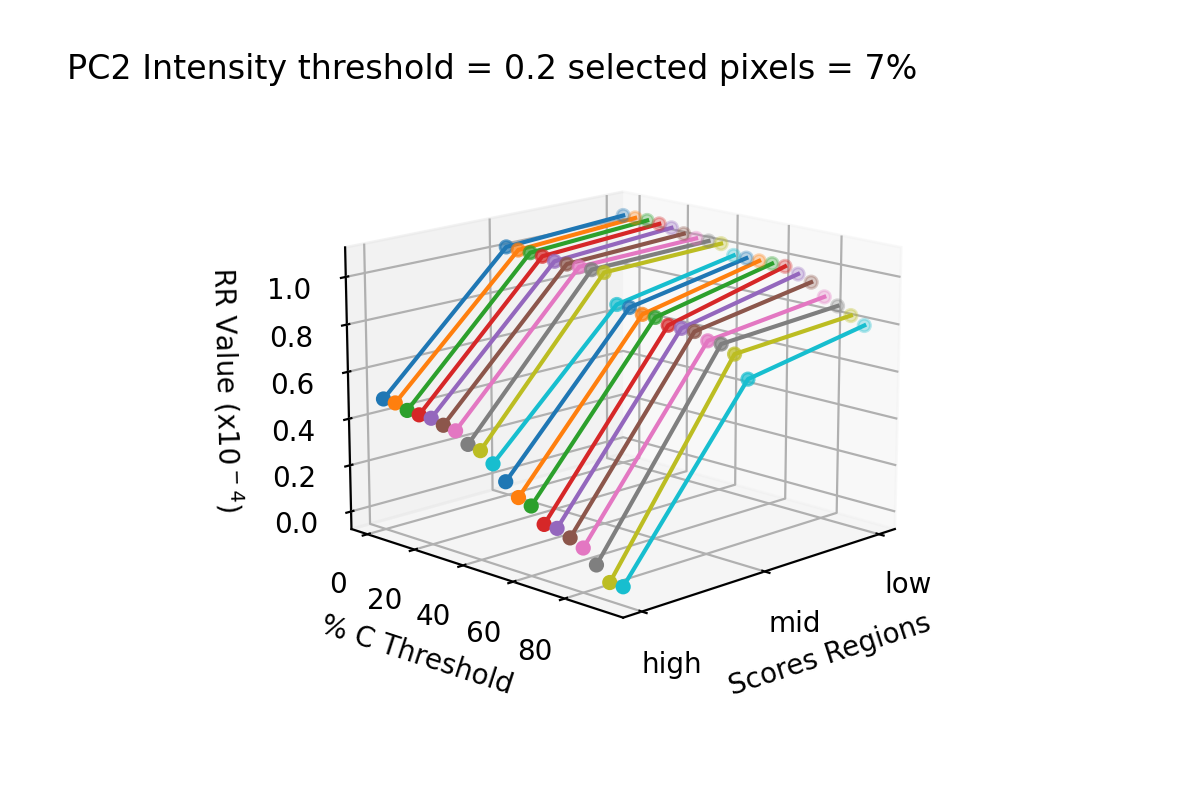 PC2 Intensity threshold = 0.2 selected pixels = 7%
RR Value (x10⁻⁴)
1.0
0.8
0.6
0.4
0.2
0.0
0
20
40
60
80
% C Threshold
high
mid
low
Scores Regions